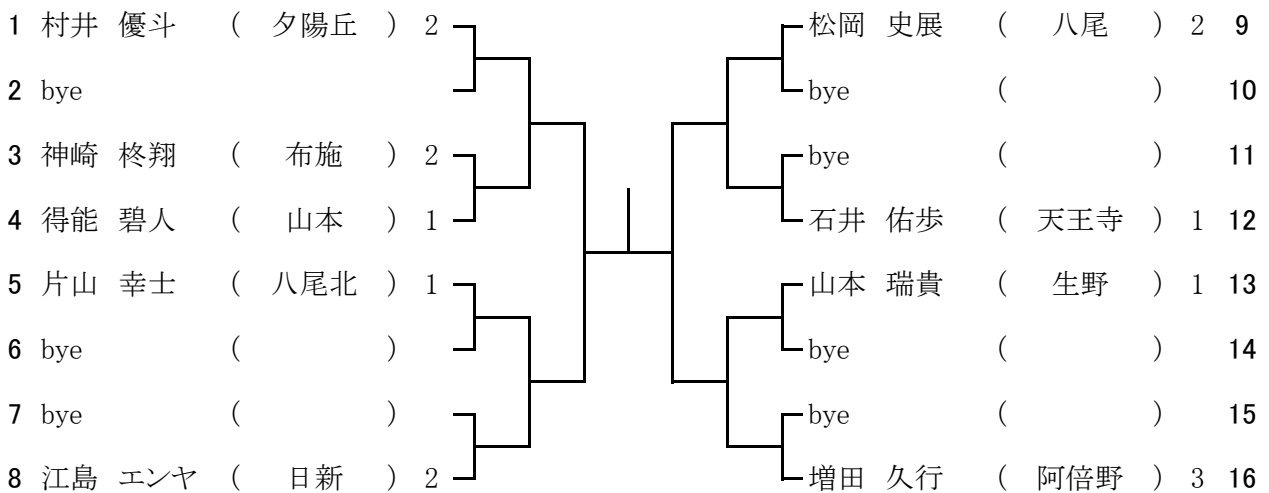 1 村井 優斗 ( 夕陽丘 ) 2
2 bye
3 神崎 柊翔 ( 布施 ) 2
4 得能 碧人 ( 山本 ) 1
5 片山 幸士 ( 八尾北 ) 1
6 bye ( )
7 bye ( )
8 江島 エンヤ ( 日新 ) 2
松岡 史展 ( 八尾 ) 2 9
bye ( ) 10
bye ( ) 11
石井 佑歩 ( 天王寺 ) 1 12
山本 瑞貴 ( 生野 ) 1 13
bye ( ) 14
bye ( ) 15
増田 久行 ( 阿倍野 ) 3 16